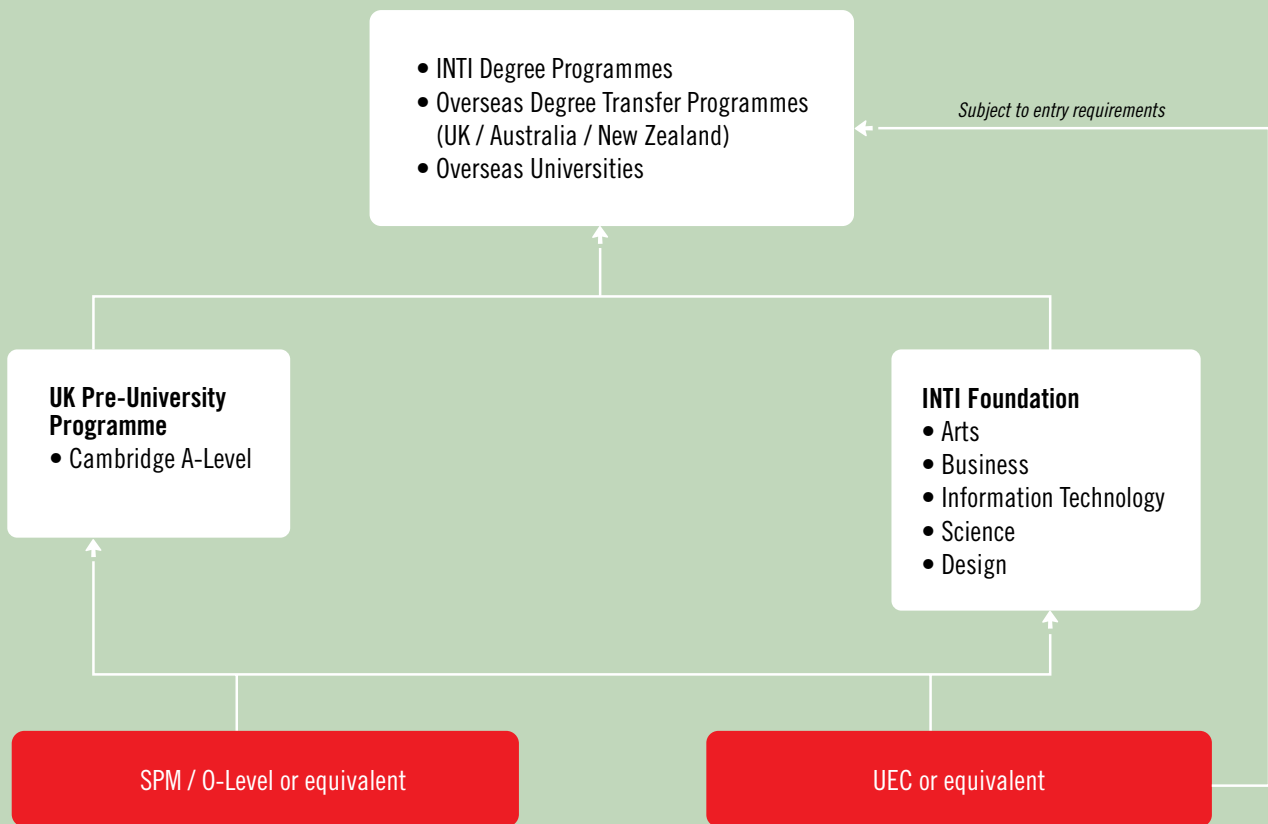 • INTI Degree Programmes
• Overseas Degree Transfer Programmes
(UK / Australia / New Zealand)
• Overseas Universities
Subject to entry requirements
UK Pre-University
Programme
• Cambridge A-Level
INTI Foundation
• Arts
• Business
• Information Technology
• Science
• Design
SPM / O-Level or equivalent
UEC or equivalent